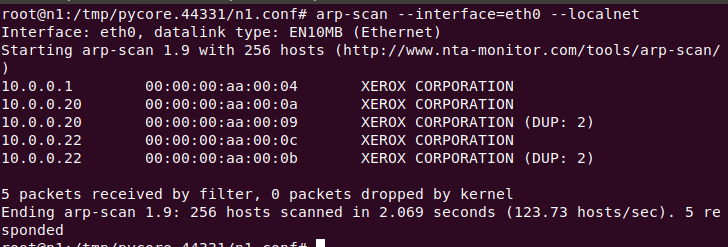 root@n1:/tmp/pycore.44331/n1.conf# arp-scan --interface=eth0 --localnet
Interface: eth0, datalink type: EN10MB (Ethernet)
Starting arp-scan 1.9 with 256 hosts (http://www.nta-monitor.com/tools/arp-scan/
)
10.0.0.1 00:00:00:aa:00:04 XEROX CORPORATION
10.0.0.20 00:00:00:aa:00:0a XEROX CORPORATION
10.0.0.20 00:00:00:aa:00:09 XEROX CORPORATION (DUP: 2)
10.0.0.22 00:00:00:aa:00:0c XEROX CORPORATION
10.0.0.22 00:00:00:aa:00:0b XEROX CORPORATION (DUP: 2)
5 packets received by filter, 0 packets dropped by kernel
Ending arp-scan 1.9: 256 hosts scanned in 2.069 seconds (123.73 hosts/sec). 5 re
sponded
root@n1:/tmp/pycore.44331/n1.conf#